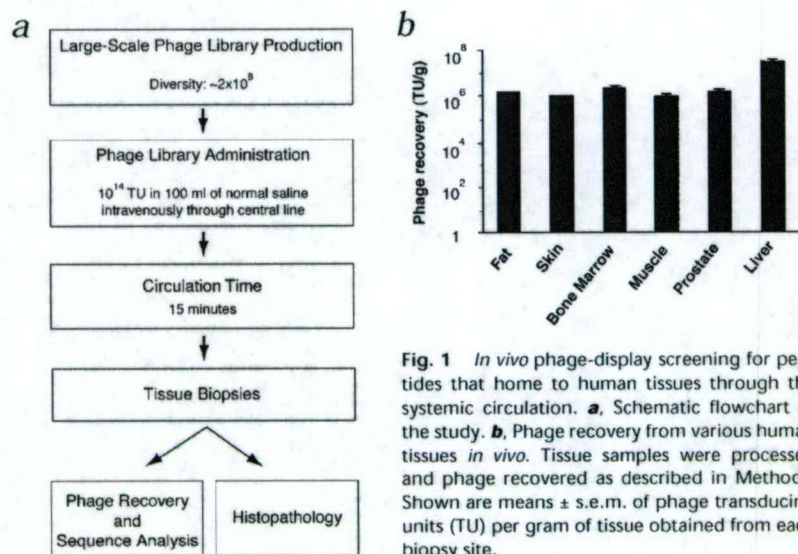 a
Large-Scale Phage Library Production
Diversity: ~2x10⁸
Phage Library Administration
10¹⁴ TU in 100 ml of normal saline
intravenously through central line
Circulation Time
15 minutes
Tissue Biopsies
Phage Recovery
and
Sequence Analysis
Histopathology
b
Phage recovery (TU/g)
10⁸
10⁶
10⁴
10²
1
Fat
Skin
Bone Marrow
Muscle
Prostate
Liver
Fig. 1 In vivo phage-display screening for pe
tides that home to human tissues through th
systemic circulation. a, Schematic flowchart
the study. b, Phage recovery from various huma
tissues in vivo. Tissue samples were processe
and phage recovered as described in Method
Shown are means ± s.e.m. of phage transducin
units (TU) per gram of tissue obtained from eac
biopsy site.